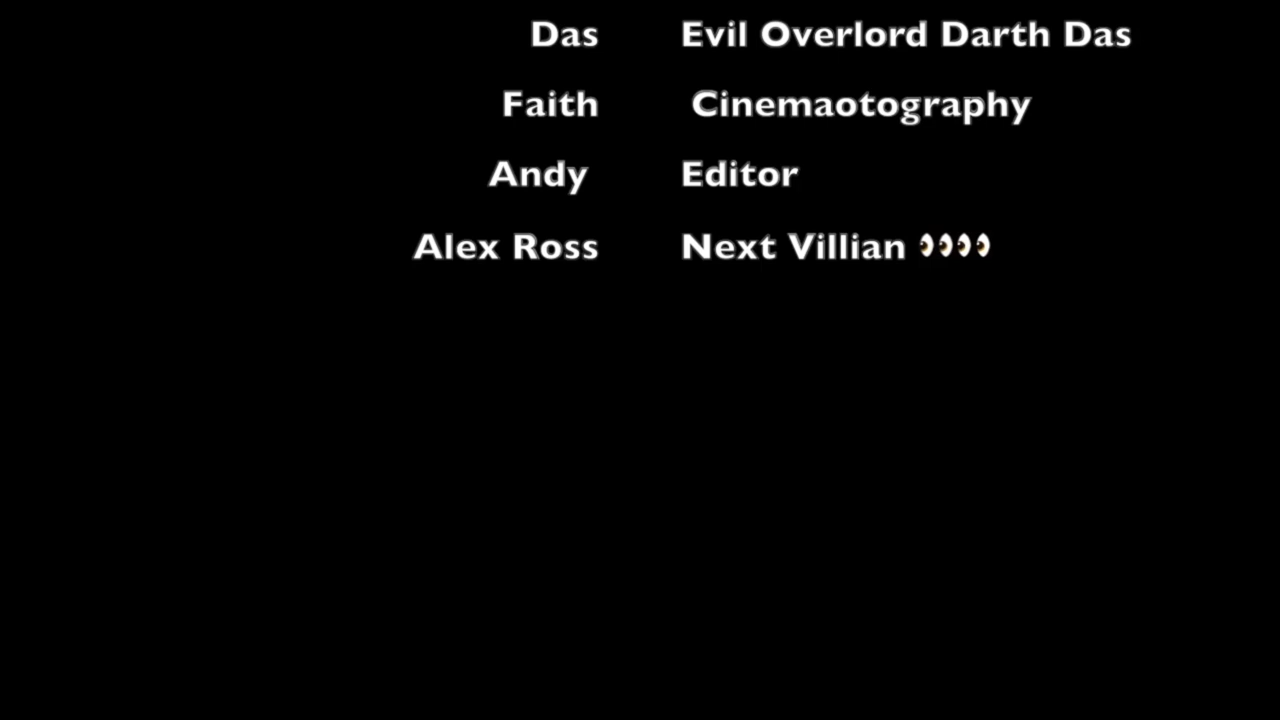 Das Evil Overlord Darth Das
Faith Cinemaotography
Andy Editor
Alex Ross Next Villian 👀👀